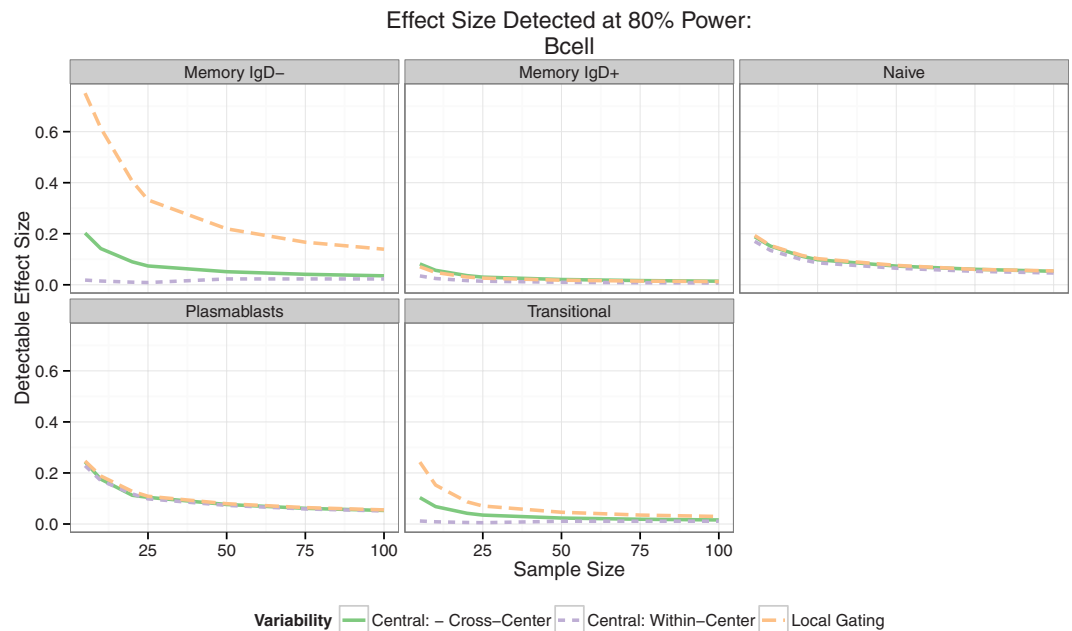 Effect Size Detected at 80% Power:
Bcell
Memory IgD−
Memory IgD+
Naive
0.6
0.4
0.2
0.0
Plasmablasts
Transitional
0.6
0.4
0.2
0.0
Detectable Effect Size
25 50 75 100
25 50 75 100
Sample Size
Variability Central: − Cross−Center Central: Within−Center Local Gating